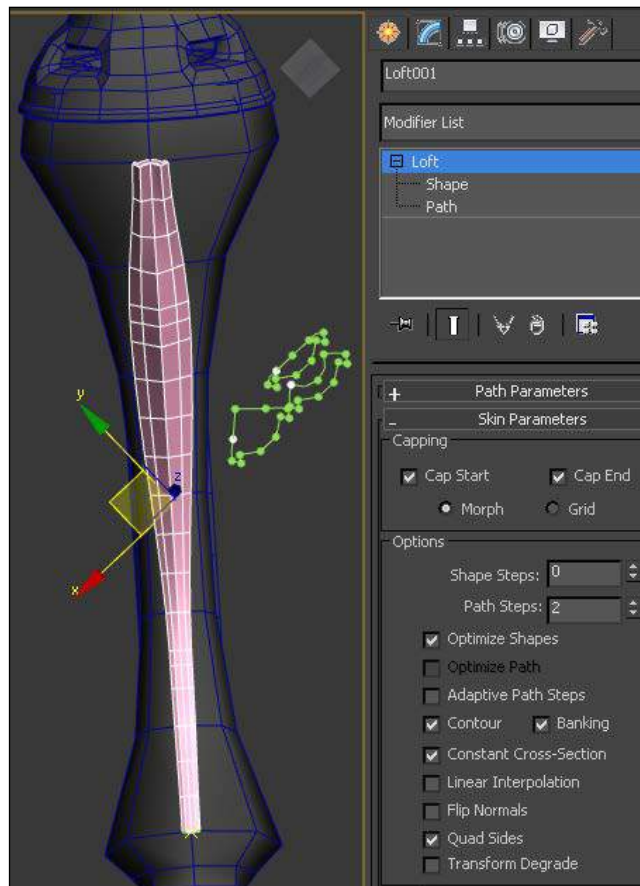 Loft001
Modifier List
Loft
Shape
Path
+ Path Parameters
- Skin Parameters
Capping
Cap Start Cap End
Morph Grid
Options
Shape Steps: 0
Path Steps: 2
Optimize Shapes
Optimize Path
Adaptive Path Steps
Contour Banking
Constant Cross-Section
Linear Interpolation
Flip Normals
Quad Sides
Transform Degrade
y
z
x